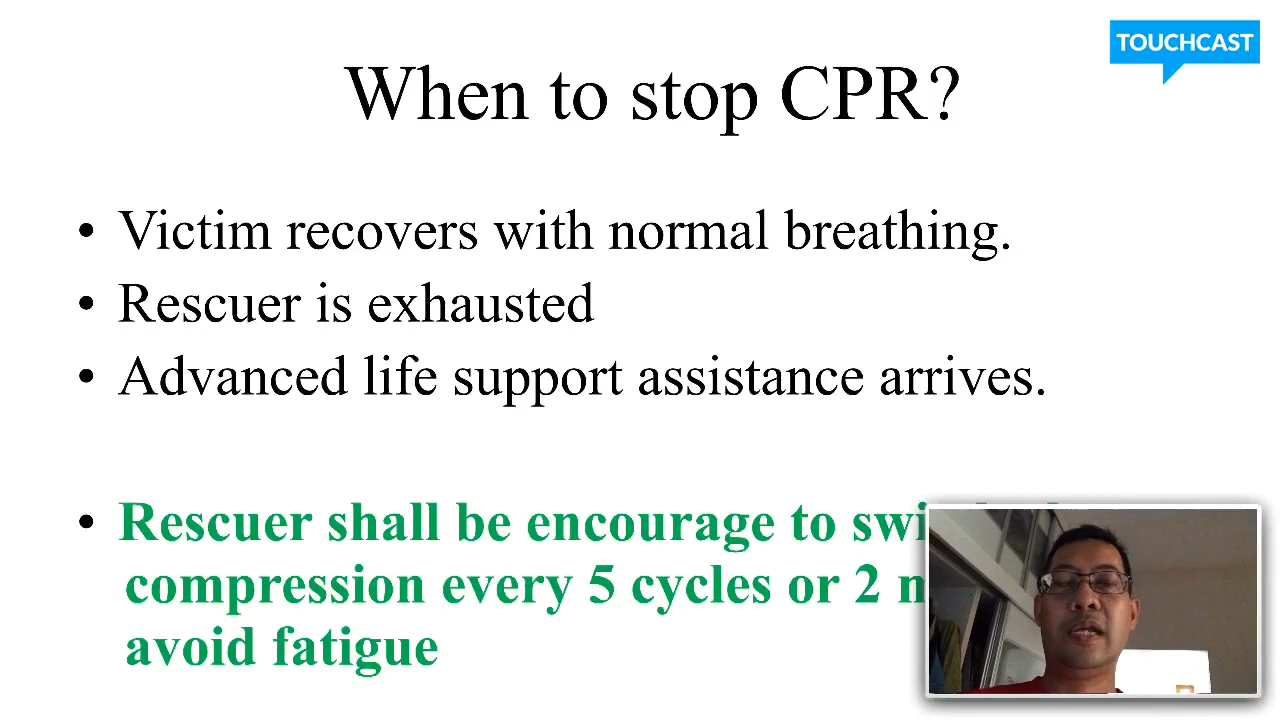 TOUCHCAST
When to stop CPR?
• Victim recovers with normal breathing.
• Rescuer is exhausted
• Advanced life support assistance arrives.
• Rescuer shall be encourage to
compression every 5 cycles or 2
avoid fatigue